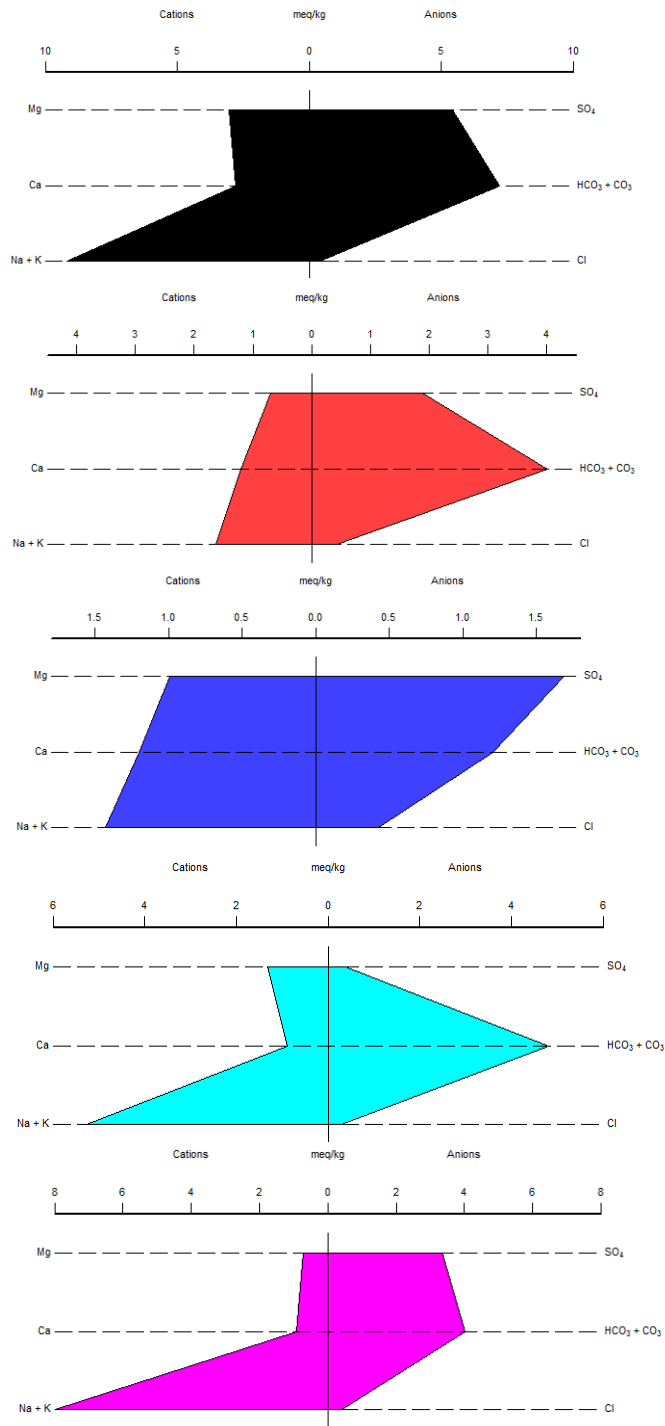 Cations meq/kg Anions
10 5 0 5 10
Mg SO₄
Ca HCO₃ + CO₃
Na + K Cl
Cations meq/kg Anions
4 3 2 1 0 1 2 3 4
Mg SO₄
Ca HCO₃ + CO₃
Na + K Cl
Cations meq/kg Anions
1.5 1.0 0.5 0.0 0.5 1.0 1.5
Mg SO₄
Ca HCO₃ + CO₃
Na + K Cl
Cations meq/kg Anions
6 4 2 0 2 4 6
Mg SO₄
Ca HCO₃ + CO₃
Na + K Cl
Cations meq/kg Anions
8 6 4 2 0 2 4 6 8
Mg SO₄
Ca HCO₃ + CO₃
Na + K Cl